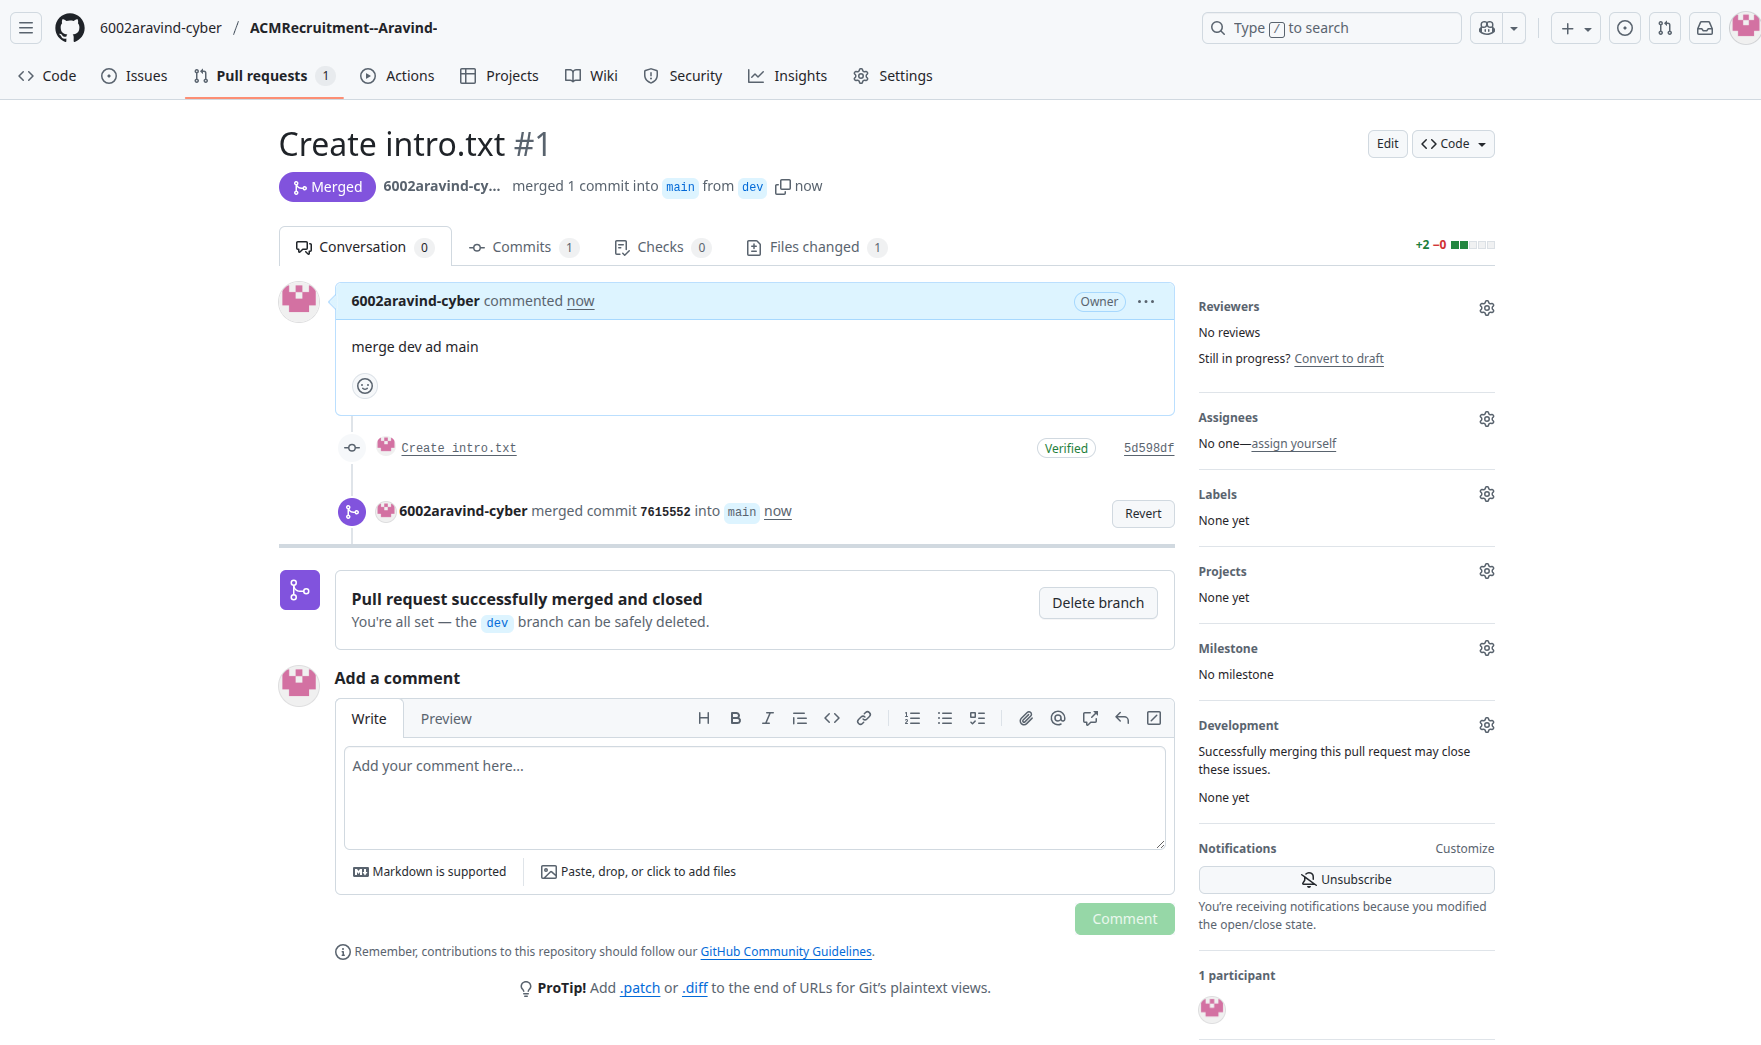 6002aravind-cyber / ACMRecruitment--Aravind-
Type / to search
Code Issues Pull requests 1 Actions Projects Wiki Security Insights Settings
Create intro.txt #1
Edit Code
Merged 6002aravind-cy... merged 1 commit into main from dev now
Conversation 0 Commits 1 Checks 0 Files changed 1
+2 −0
6002aravind-cyber commented now Owner
merge dev ad main
Create intro.txt Verified 5d598df
6002aravind-cyber merged commit 7615552 into main now Revert
Pull request successfully merged and closed
You're all set — the dev branch can be safely deleted.
Delete branch
Add a comment
Write Preview
Add your comment here...
Markdown is supported Paste, drop, or click to add files
Comment
Remember, contributions to this repository should follow our GitHub Community Guidelines.
ProTip! Add .patch or .diff to the end of URLs for Git's plaintext views.
Reviewers
No reviews
Still in progress? Convert to draft
Assignees
No one—assign yourself
Labels
None yet
Projects
None yet
Milestone
No milestone
Development
Successfully merging this pull request may close
these issues.
None yet
Notifications Customize
Unsubscribe
You're receiving notifications because you modified
the open/close state.
1 participant